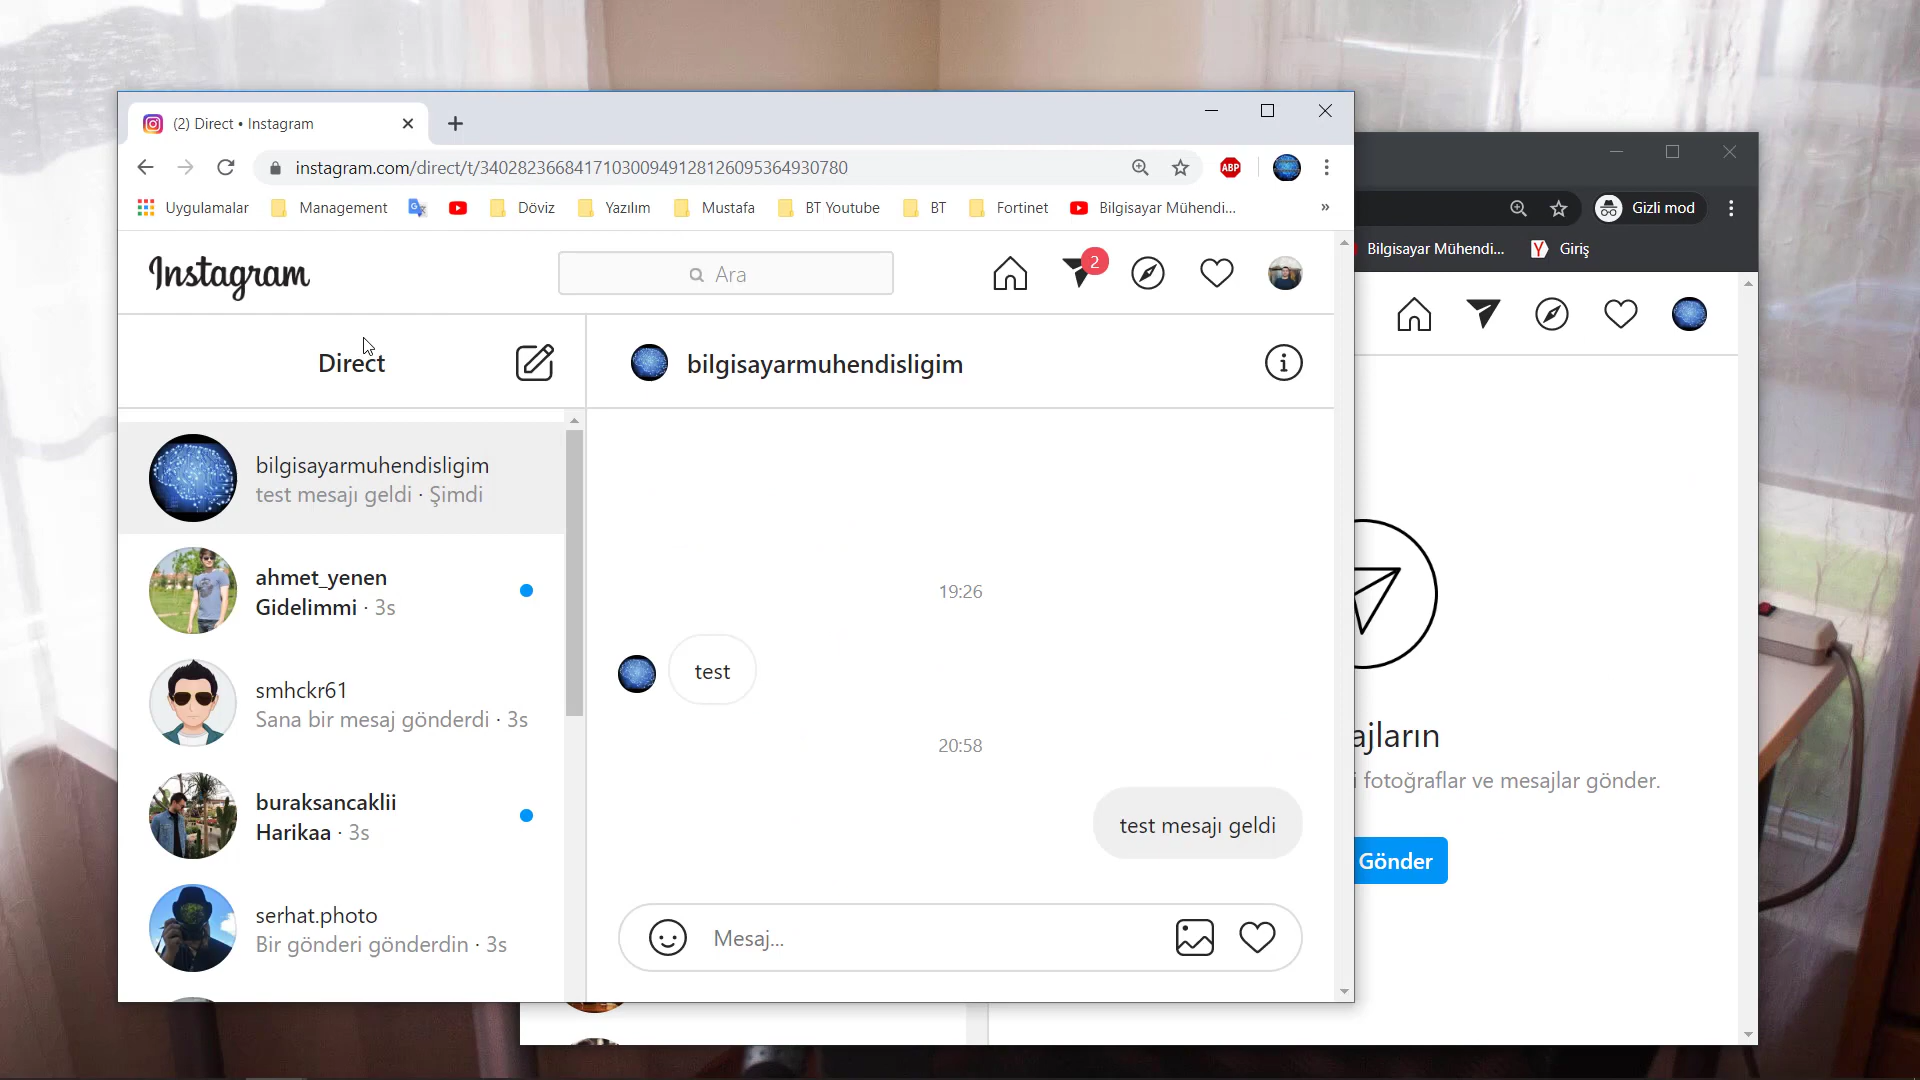 (2) Direct • Instagram
instagram.com/direct/t/340282366841710300949128126095364930780
ABP
Uygulamalar
Management
Döviz
Yazılım
Mustafa
BT Youtube
BT
Fortinet
Bilgisayar Mühendi...
»
Gizli mod
Bilgisayar Mühendi...
Giriş
Instagram
Ara
2
Direct
bilgisayarmuhendisligim
bilgisayarmuhendisligim
test mesajı geldi · Şimdi
ahmet_yenen
Gidelimmi · 3s
smhckr61
Sana bir mesaj gönderdi · 3s
buraksancaklii
Harikaa · 3s
serhat.photo
Bir gönderi gönderdin · 3s
19:26
test
20:58
test mesajı geldi
Mesaj...
ajların
i fotoğraflar ve mesajlar gönder.
Gönder